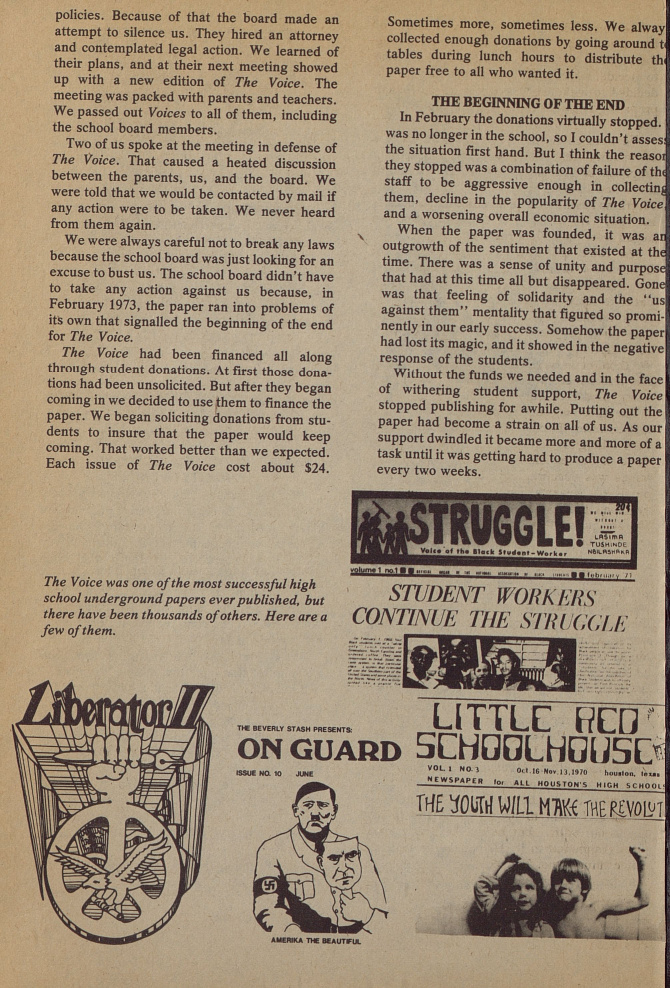 policies. Because of that the board made an
attempt to silence us. They hired an attorney
and contemplated legal action. We learned of
their plans, and at their next meeting showed
up with a new edition of The Voice. The
meeting was packed with parents and teachers.
We passed out Voices to all of them, including
the school board members.
Two of us spoke at the meeting in defense of
The Voice. That caused a heated discussion
between the parents, us, and the board. We
were told that we would be contacted by mail if
any action were to be taken. We never heard
from them again.
We were always careful not to break any laws
because the school board was just looking for an
excuse to bust us. The school board didn't have
to take any action against us because, in
February 1973, the paper ran into problems of
its own that signalled the beginning of the end
for The Voice.
The Voice had been financed all along
through student donations. At first those dona-
tions had been unsolicited. But after they began
coming in we decided to use them to finance the
paper. We began soliciting donations from stu-
dents to insure that the paper would keep
coming. That worked better than we expected.
Each issue of The Voice cost about $24.
Sometimes more, sometimes less. We alway
collected enough donations by going around t
tables during lunch hours to distribute th
paper free to all who wanted it.
THE BEGINNING OF THE END
In February the donations virtually stopped.
was no longer in the school, so I couldn't asses
the situation first hand. But I think the reason
they stopped was a combination of failure of the
staff to be aggressive enough in collecting
them, decline in the popularity of The Voice
and a worsening overall economic situation.
When the paper was founded, it was an
outgrowth of the sentiment that existed at the
time. There was a sense of unity and purpose
that had at this time all but disappeared. Gone
was that feeling of solidarity and the "us
against them" mentality that figured so promi-
nently in our early success. Somehow the paper
had lost its magic, and it showed in the negative
response of the students.
Without the funds we needed and in the face
of withering student support, The Voice
stopped publishing for awhile. Putting out the
paper had become a strain on all of us. As our
support dwindled it became more and more of a
task until it was getting hard to produce a paper
every two weeks.
The Voice was one of the most successful high
school underground papers ever published, but
there have been thousands of others. Here are a
few of them.
20¢
STRUGGLE!
LASIMA
TUSHINDE
NBILASHAKA
Voice of the Black Student-Worker
volume 1 no.1 february 71
STUDENT WORKERS
CONTINUE THE STRUGGLE
Liberator II
THE BEVERLY STASH PRESENTS:
ON GUARD
ISSUE NO. 10 JUNE
AMERIKA THE BEAUTIFUL
LITTLE RED
SCHOOLHOUSE
VOL. 1 NO. 3 Oct. 16-Nov. 13, 1970 houston, texas
NEWSPAPER for ALL HOUSTON'S HIGH SCHOOL
THE YOUTH WILL MAKE THE REVOLUT